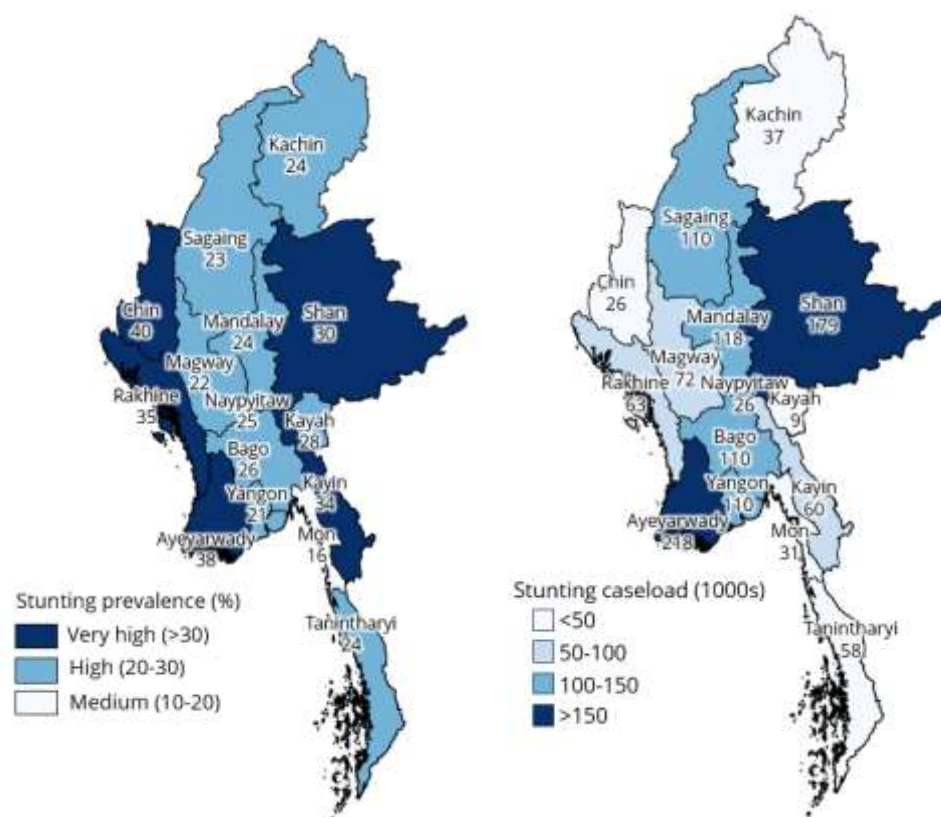 Kachin
24
Sagaing
23
Chin
40
Mandalay
24
Shan
30
Magway
22
Rakhine
35
Naypyitaw
25
Kayah
28
Bago
26
Yangon
21
Kayin
34
Ayeyarwady
38
Mon
16
Tanintharyi
24
Stunting prevalence (%)
Very high (>30)
High (20-30)
Medium (10-20)
Kachin
37
Sagaing
110
Chin
26
Mandalay
118
Shan
179
Magway
72
Rakhine
63
Naypyitaw
26
Kayah
9
Bago
110
Yangon
110
Kayin
60
Ayeyarwady
218
Mon
31
Tanintharyi
58
Stunting caseload (1000s)
<50
50-100
100-150
>150